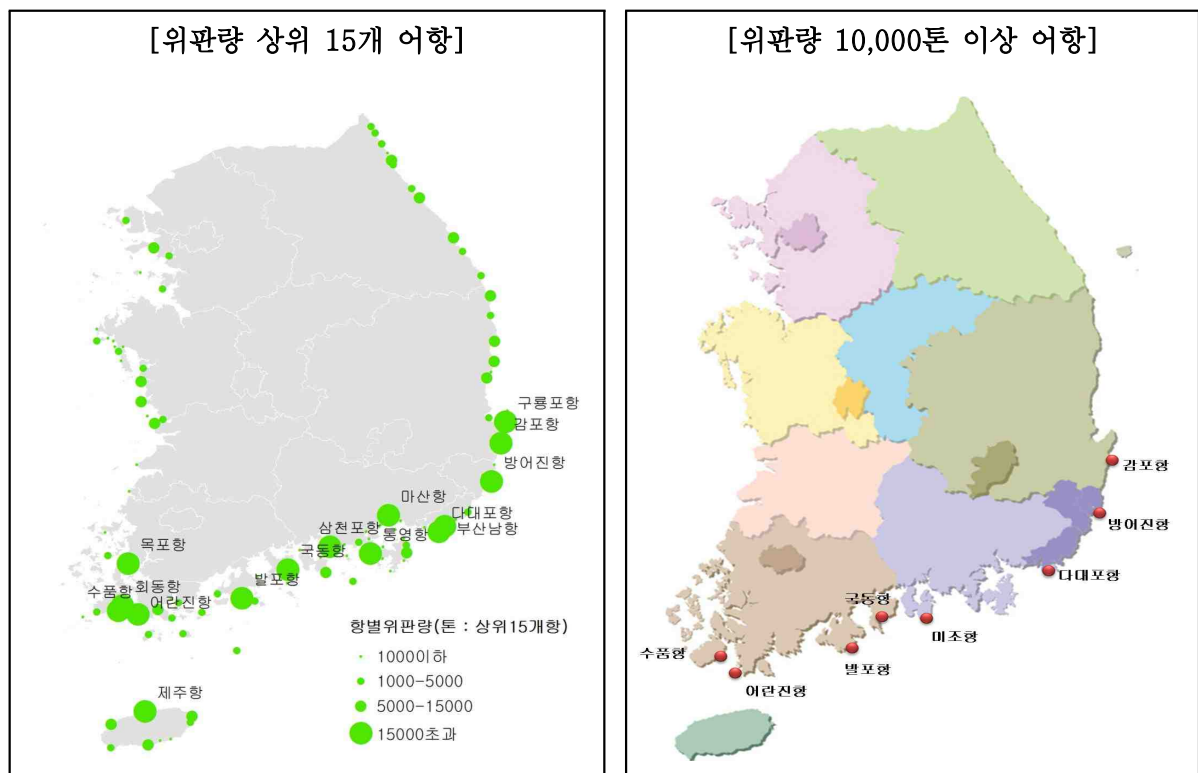 [위판량 상위 15개 어항]
구룡포항
감포항
방어진항
마산항
다대포항
삼천포항
통영항
부산남항
국동항
목포항
발포항
회동항
수품항
어란진항
항별위판량(톤 : 상위15개항)
10000이하
1000-5000
5000-15000
15000초과
제주항
[위판량 10,000톤 이상 어항]
감포항
방어진항
다대포항
국동항
미조항
수품항
발포항
어란진항